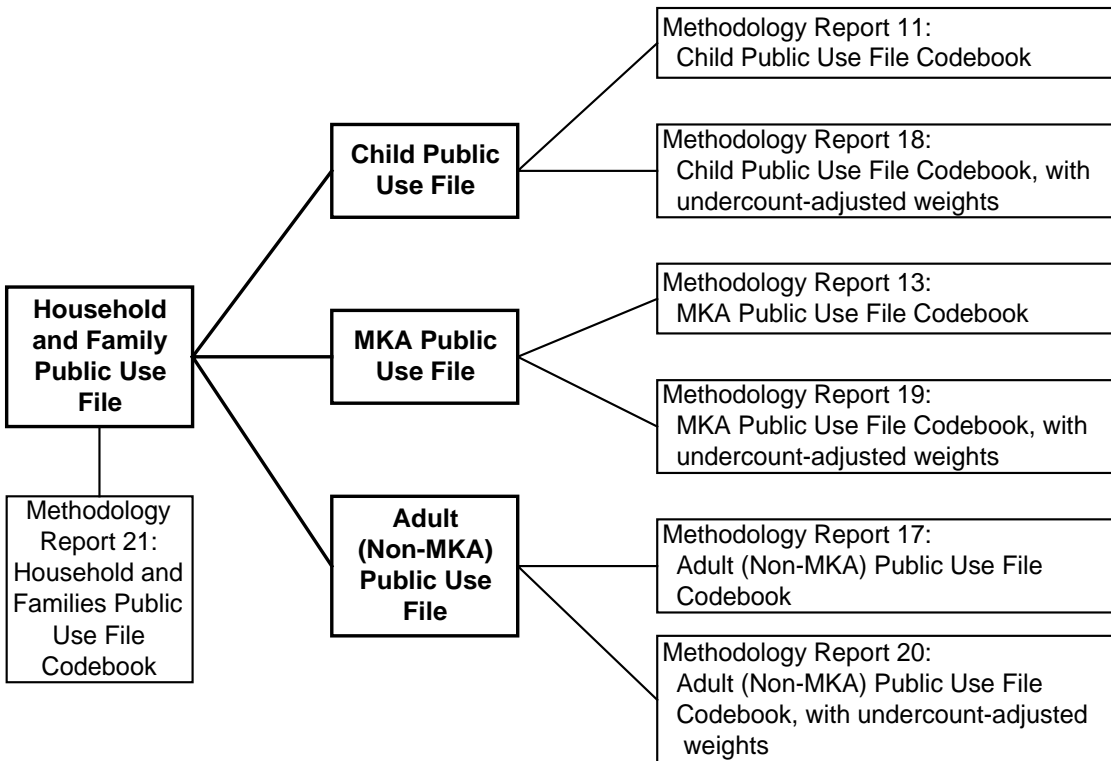 Household
and Family
Public Use
File
Methodology
Report 21:
Household and
Families Public
Use File
Codebook
Child Public
Use File
MKA Public
Use File
Adult
(Non-MKA)
Public Use
File
Methodology Report 11:
Child Public Use File Codebook
Methodology Report 18:
Child Public Use File Codebook, with
undercount-adjusted weights
Methodology Report 13:
MKA Public Use File Codebook
Methodology Report 19:
MKA Public Use File Codebook, with
undercount-adjusted weights
Methodology Report 17:
Adult (Non-MKA) Public Use File
Codebook
Methodology Report 20:
Adult (Non-MKA) Public Use File
Codebook, with undercount-adjusted
weights